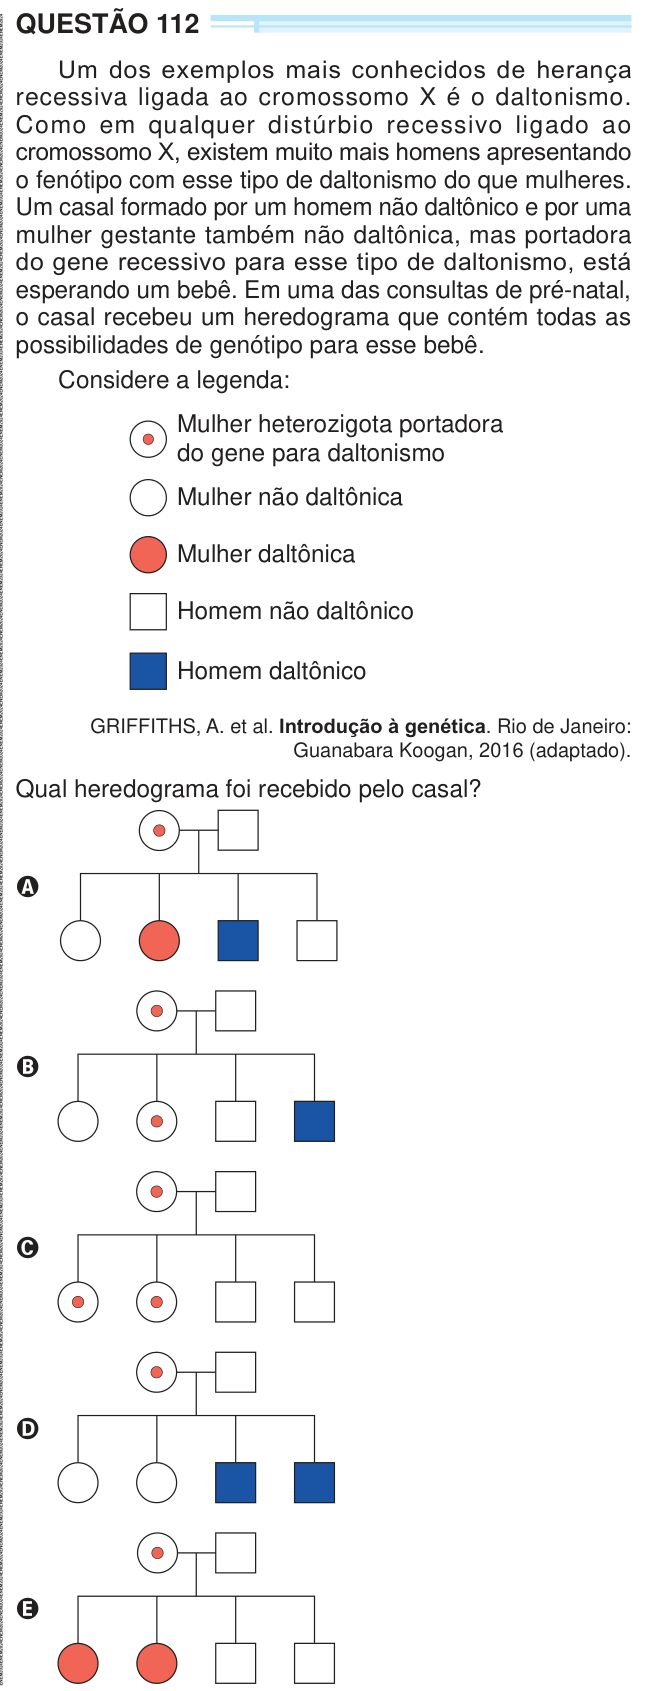 QUESTÃO 112
Um dos exemplos mais conhecidos de herança
recessiva ligada ao cromossomo X é o daltonismo.
Como em qualquer distúrbio recessivo ligado ao
cromossomo X, existem muito mais homens apresentando
o fenótipo com esse tipo de daltonismo do que mulheres.
Um casal formado por um homem não daltônico e por uma
mulher gestante também não daltônica, mas portadora
do gene recessivo para esse tipo de daltonismo, está
esperando um bebê. Em uma das consultas de pré-natal,
o casal recebeu um heredograma que contém todas as
possibilidades de genótipo para esse bebê.
Considere a legenda:
Mulher heterozigota portadora
do gene para daltonismo
Mulher não daltônica
Mulher daltônica
Homem não daltônico
Homem daltônico
GRIFFITHS, A. et al. Introdução à genética. Rio de Janeiro:
Guanabara Koogan, 2016 (adaptado).
Qual heredograma foi recebido pelo casal?
A
B
C
D
E